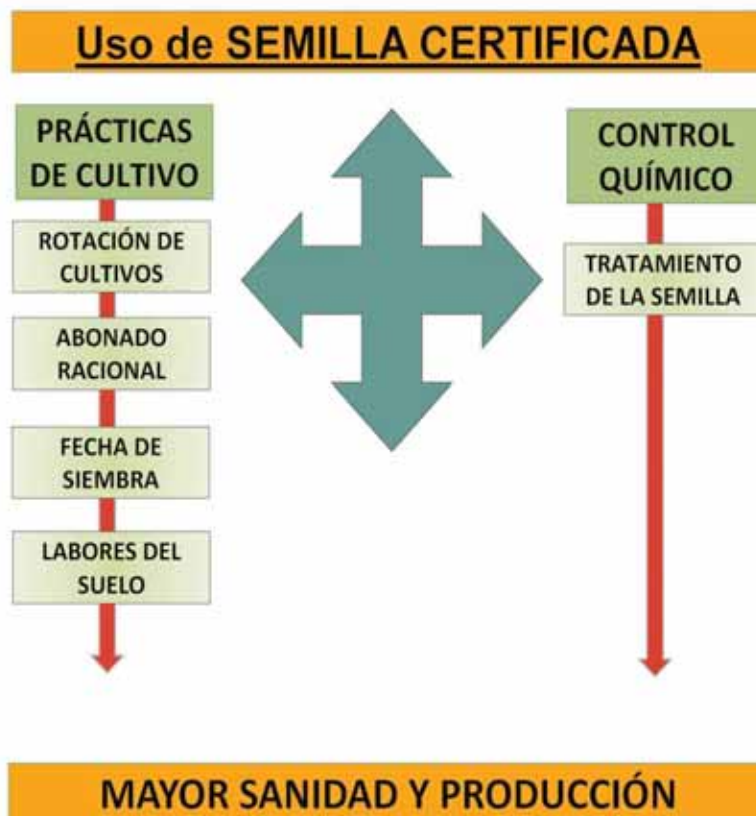 Uso de SEMILLA CERTIFICADA
PRÁCTICAS
DE CULTIVO
ROTACIÓN DE
CULTIVOS
ABONADO
RACIONAL
FECHA DE
SIEMBRA
LABORES DEL
SUELO
CONTROL
QUÍMICO
TRATAMIENTO
DE LA SEMILLA
MAYOR SANIDAD Y PRODUCCIÓN